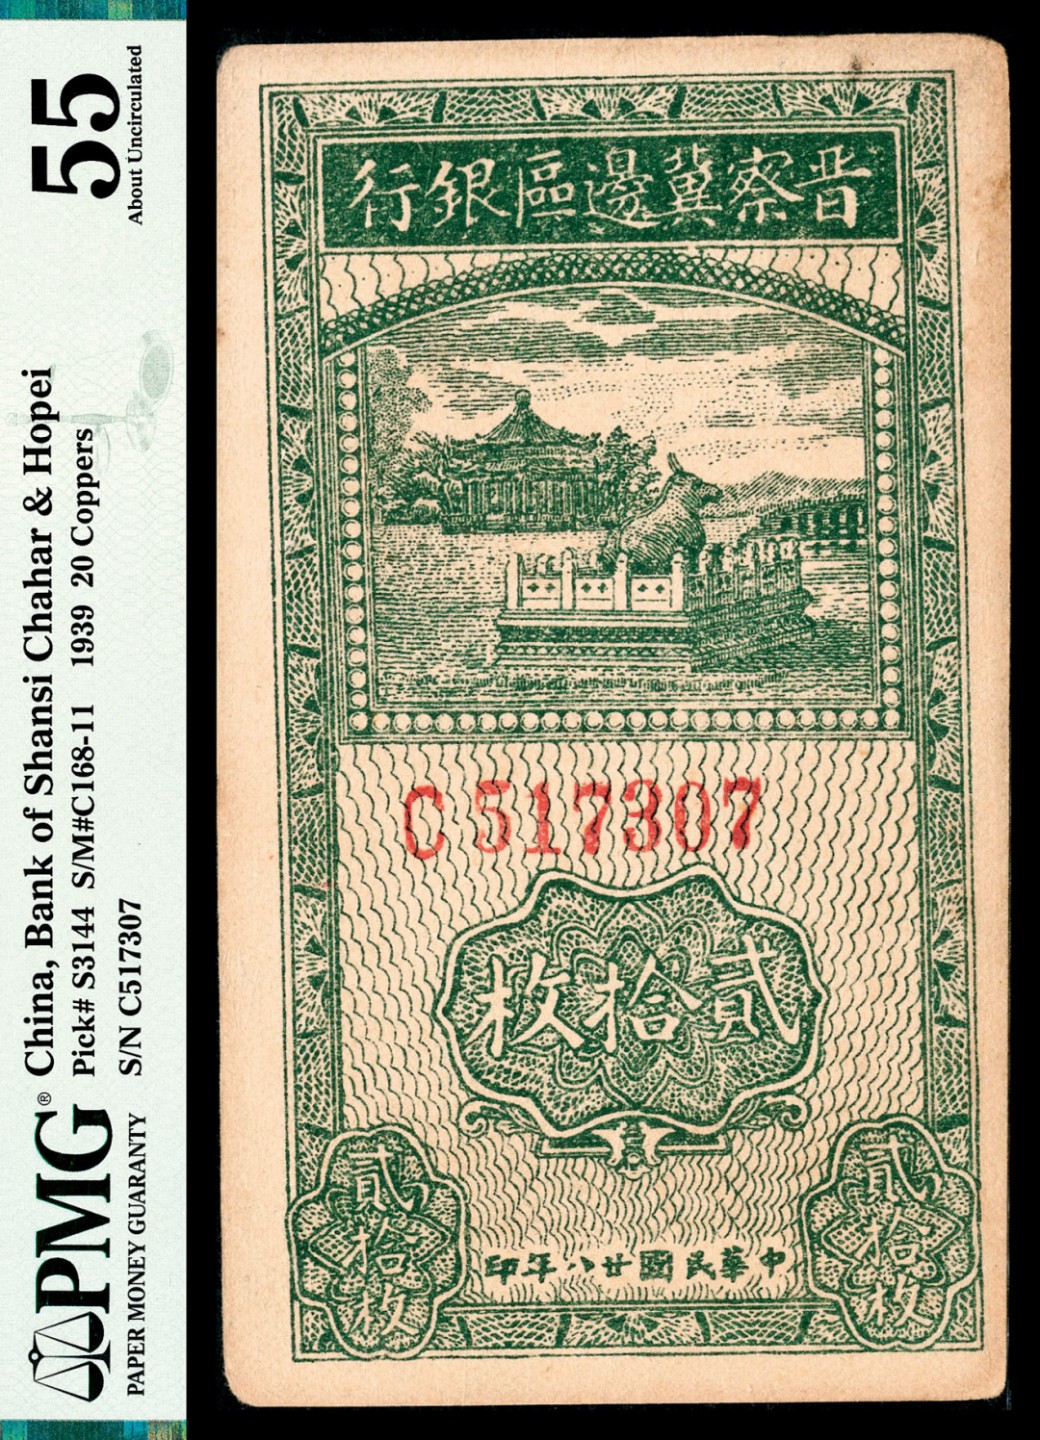 55
About Uncirculated
China, Bank of Shansi Chahar & Hopei
Pick# S3144 S/M#C168-11 1939 20 Coppers
S/N C517307
PMG®
PAPER MONEY GUARANTY
晋察冀邊區銀行
C 517307
貳拾枚
貳拾枚
貳拾枚
中華民國廿八年印